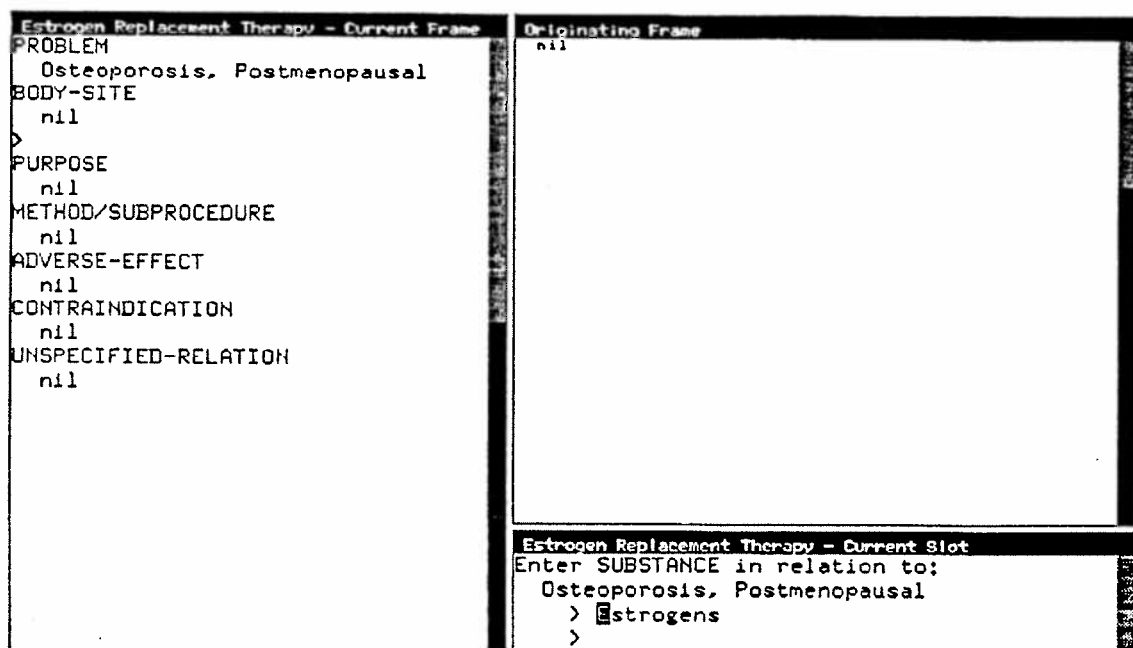 Estrogen Replacement Therapy - Current Frame
PROBLEM
Osteoporosis, Postmenopausal
BODY-SITE
nil
>
PURPOSE
nil
METHOD/SUBPROCEDURE
nil
ADVERSE-EFFECT
nil
CONTRAINDICATION
nil
UNSPECIFIED-RELATION
nil
Originating Frame
nil
Estrogen Replacement Therapy - Current Slot
Enter SUBSTANCE in relation to:
Osteoporosis, Postmenopausal
> Estrogens
>